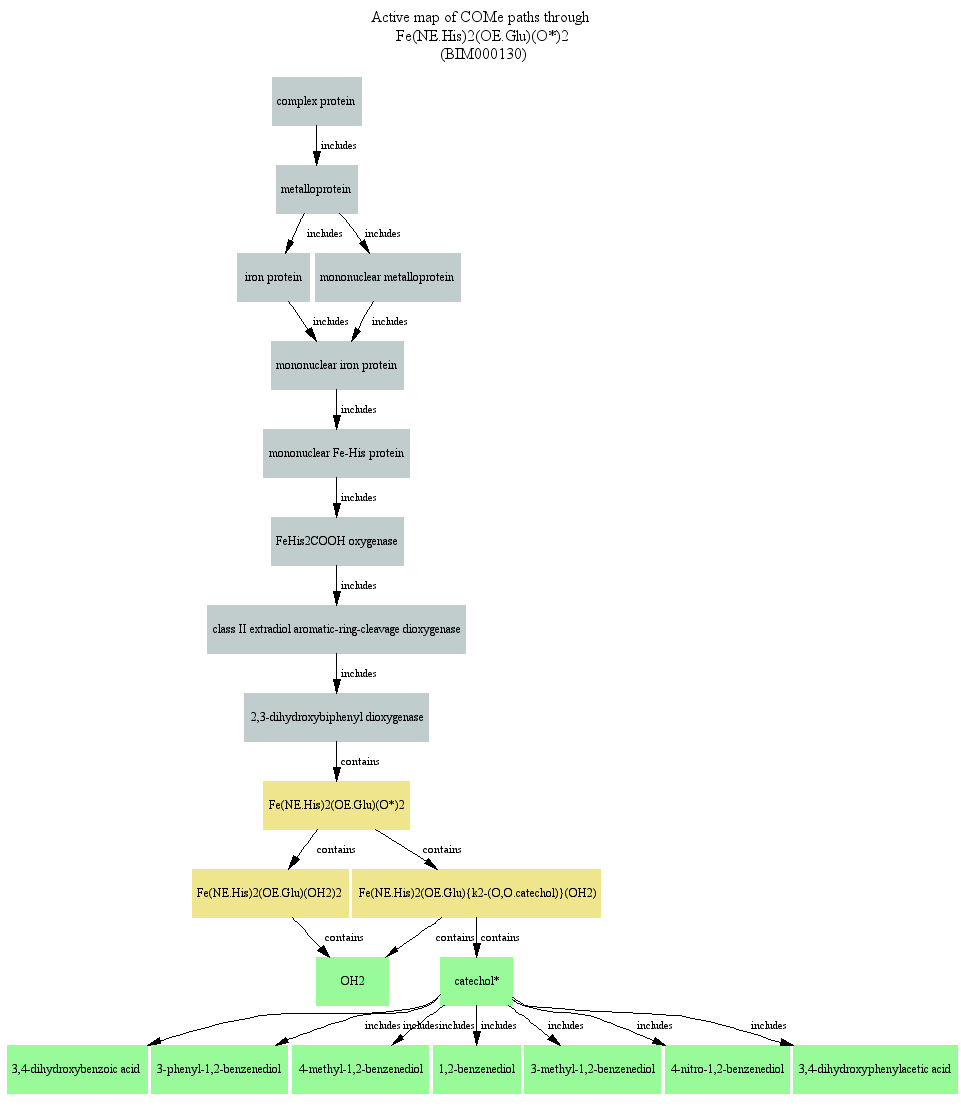 Active map of COMe paths through
Fe(NE.His)2(OE.Glu)(O*)2
(BIM000130)
complex protein
includes
metalloprotein
includes
includes
iron protein
mononuclear metalloprotein
includes
includes
mononuclear iron protein
includes
mononuclear Fe-His protein
includes
FeHis2COOH oxygenase
includes
class II extradiol aromatic-ring-cleavage dioxygenase
includes
2,3-dihydroxybiphenyl dioxygenase
contains
Fe(NE.His)2(OE.Glu)(O*)2
contains
contains
Fe(NE.His)2(OE.Glu)(OH2)2
Fe(NE.His)2(OE.Glu){k2-(O,O.catechol)}(OH2)
contains
contains
contains
OH2
catechol*
includes
includes
includes
includes
includes
includes
includes
3,4-dihydroxybenzoic acid
3-phenyl-1,2-benzenediol
4-methyl-1,2-benzenediol
1,2-benzenediol
3-methyl-1,2-benzenediol
4-nitro-1,2-benzenediol
3,4-dihydroxyphenylacetic acid